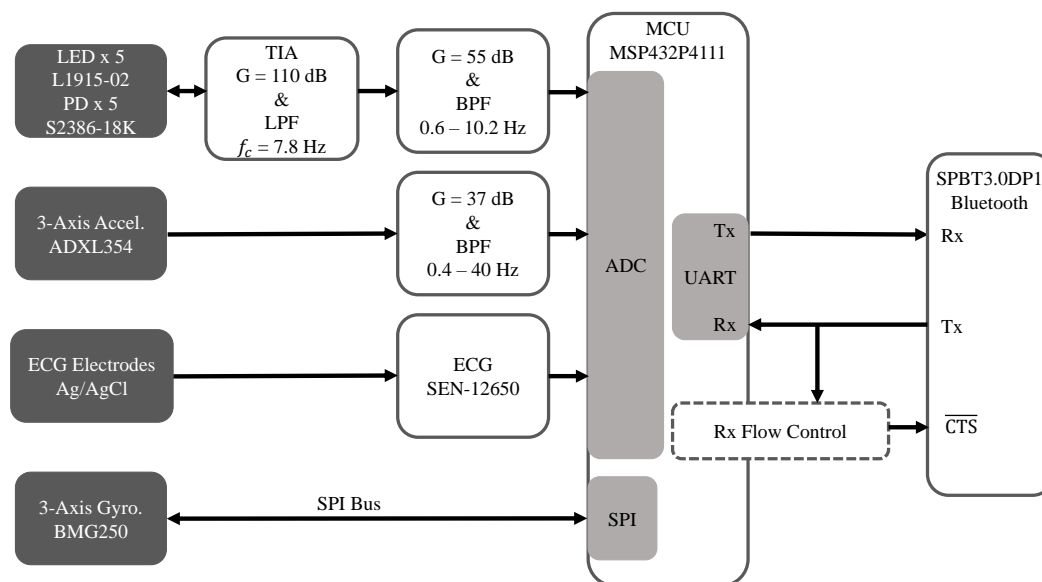 LED x 5
L1915-02
PD x 5
S2386-18K
TIA
G = 110 dB
&
LPF
f_c = 7.8 Hz
G = 55 dB
&
BPF
0.6 – 10.2 Hz
MCU
MSP432P4111
3-Axis Accel.
ADXL354
G = 37 dB
&
BPF
0.4 – 40 Hz
ADC
Tx
UART
Rx
SPBT3.0DP1
Bluetooth
Rx
Tx
C̅T̅S̅
ECG Electrodes
Ag/AgCl
ECG
SEN-12650
Rx Flow Control
3-Axis Gyro.
BMG250
SPI Bus
SPI